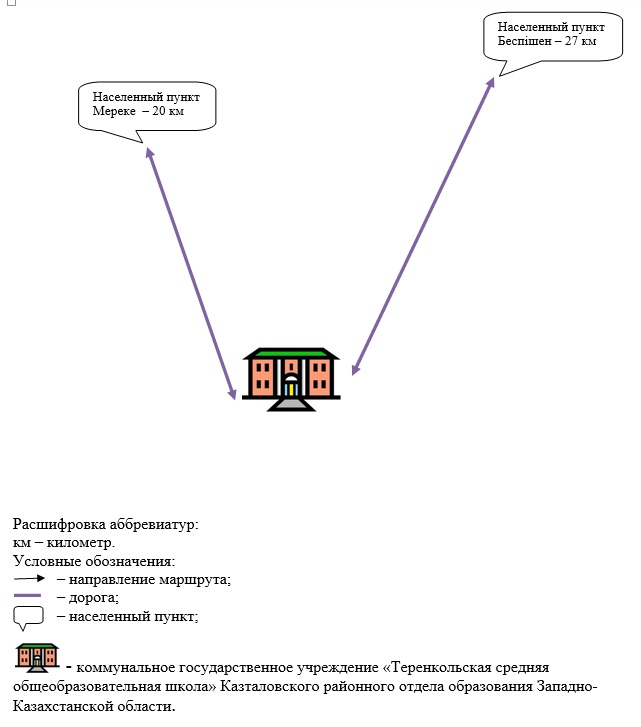 Населенный пункт
Беспішен – 27 км
Населенный пункт
Мереке – 20 км
Расшифровка аббревиатур:
км – километр.
Условные обозначения:
– направление маршрута;
– дорога;
– населенный пункт;
- коммунальное государственное учреждение «Теренкольская средняя
общеобразовательная школа» Казталовского районного отдела образования Западно-
Казахстанской области.